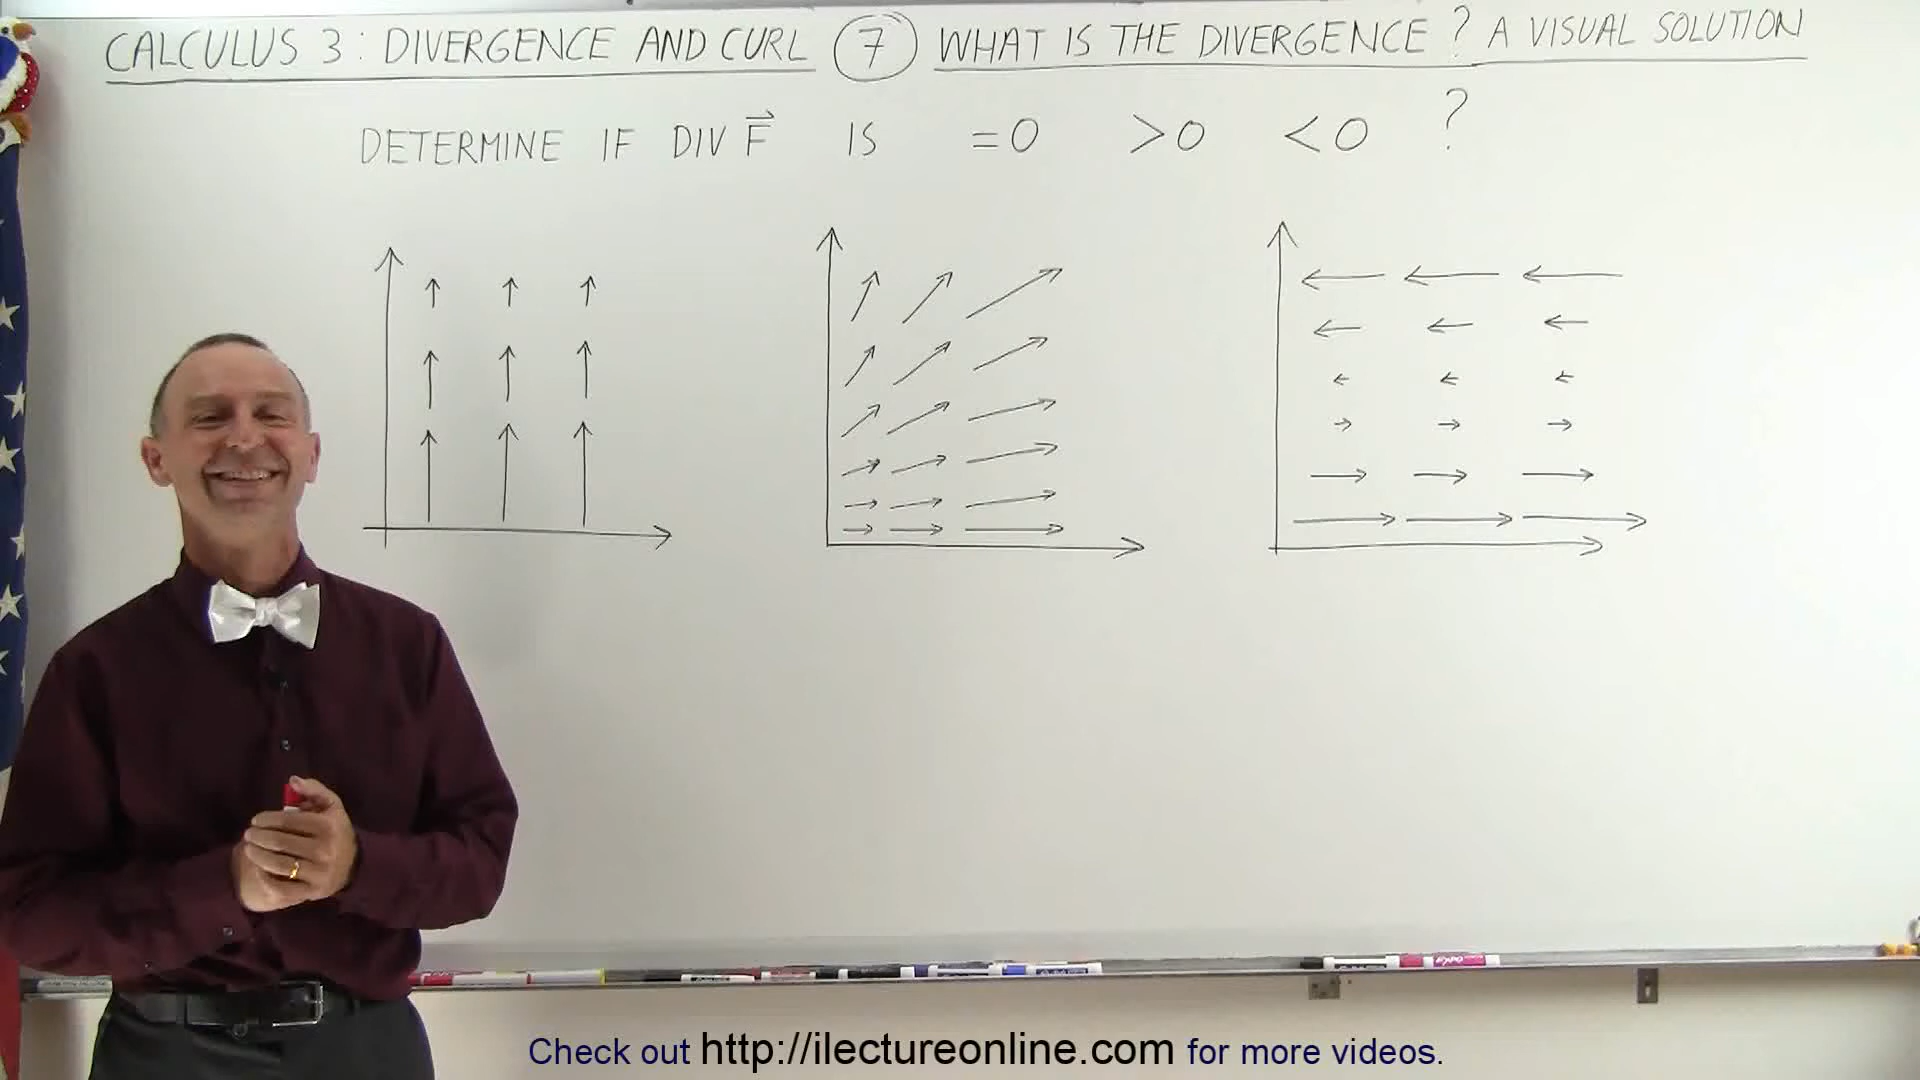 CALCULUS 3: DIVERGENCE AND CURL 7 WHAT IS THE DIVERGENCE? A VISUAL SOLUTION
DETERMINE IF DIV F⃗ IS =0 >0 <0 ?
Check out http://ilectureonline.com for more videos.